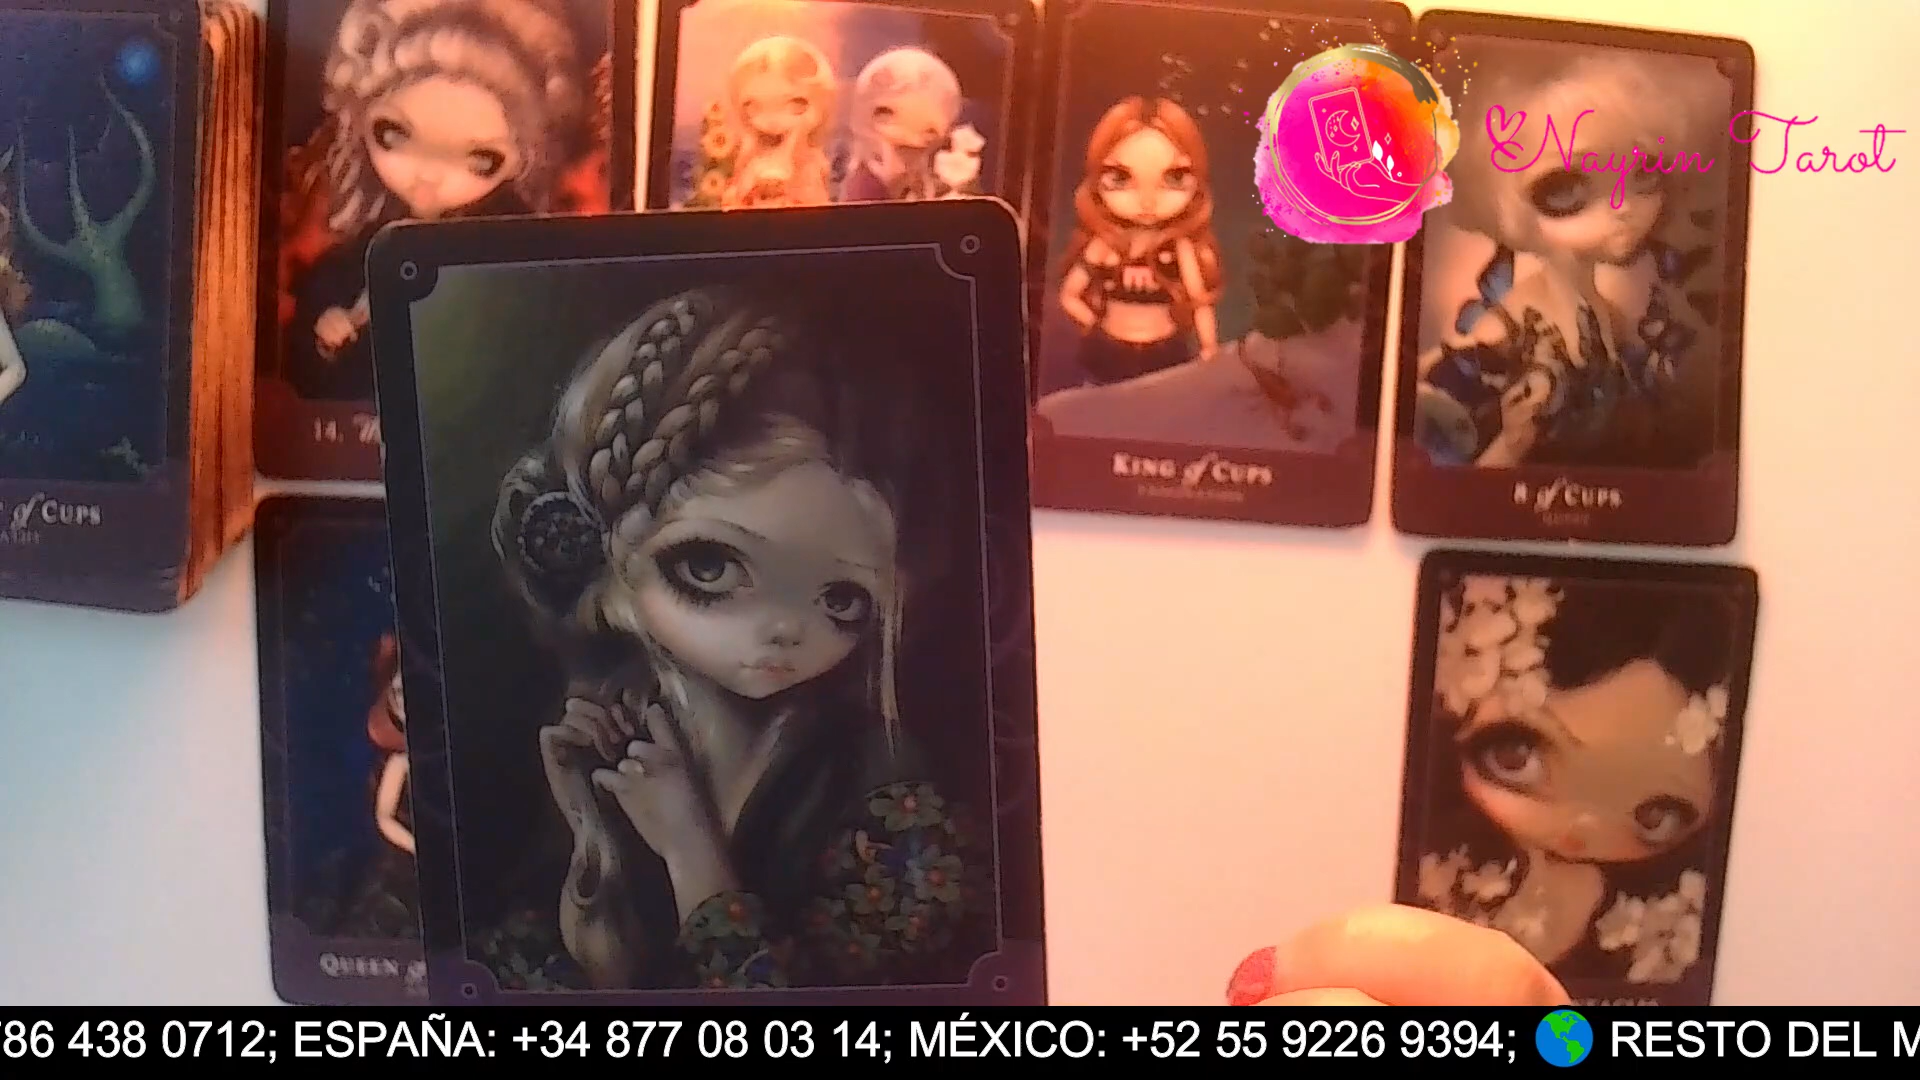 Nayrin Tarot
14.
of CUPS
KING of CUPS
8 of CUPS
QUEEN
786 438 0712; ESPAÑA: +34 877 08 03 14; MÉXICO: +52 55 9226 9394; 🌎 RESTO DEL M